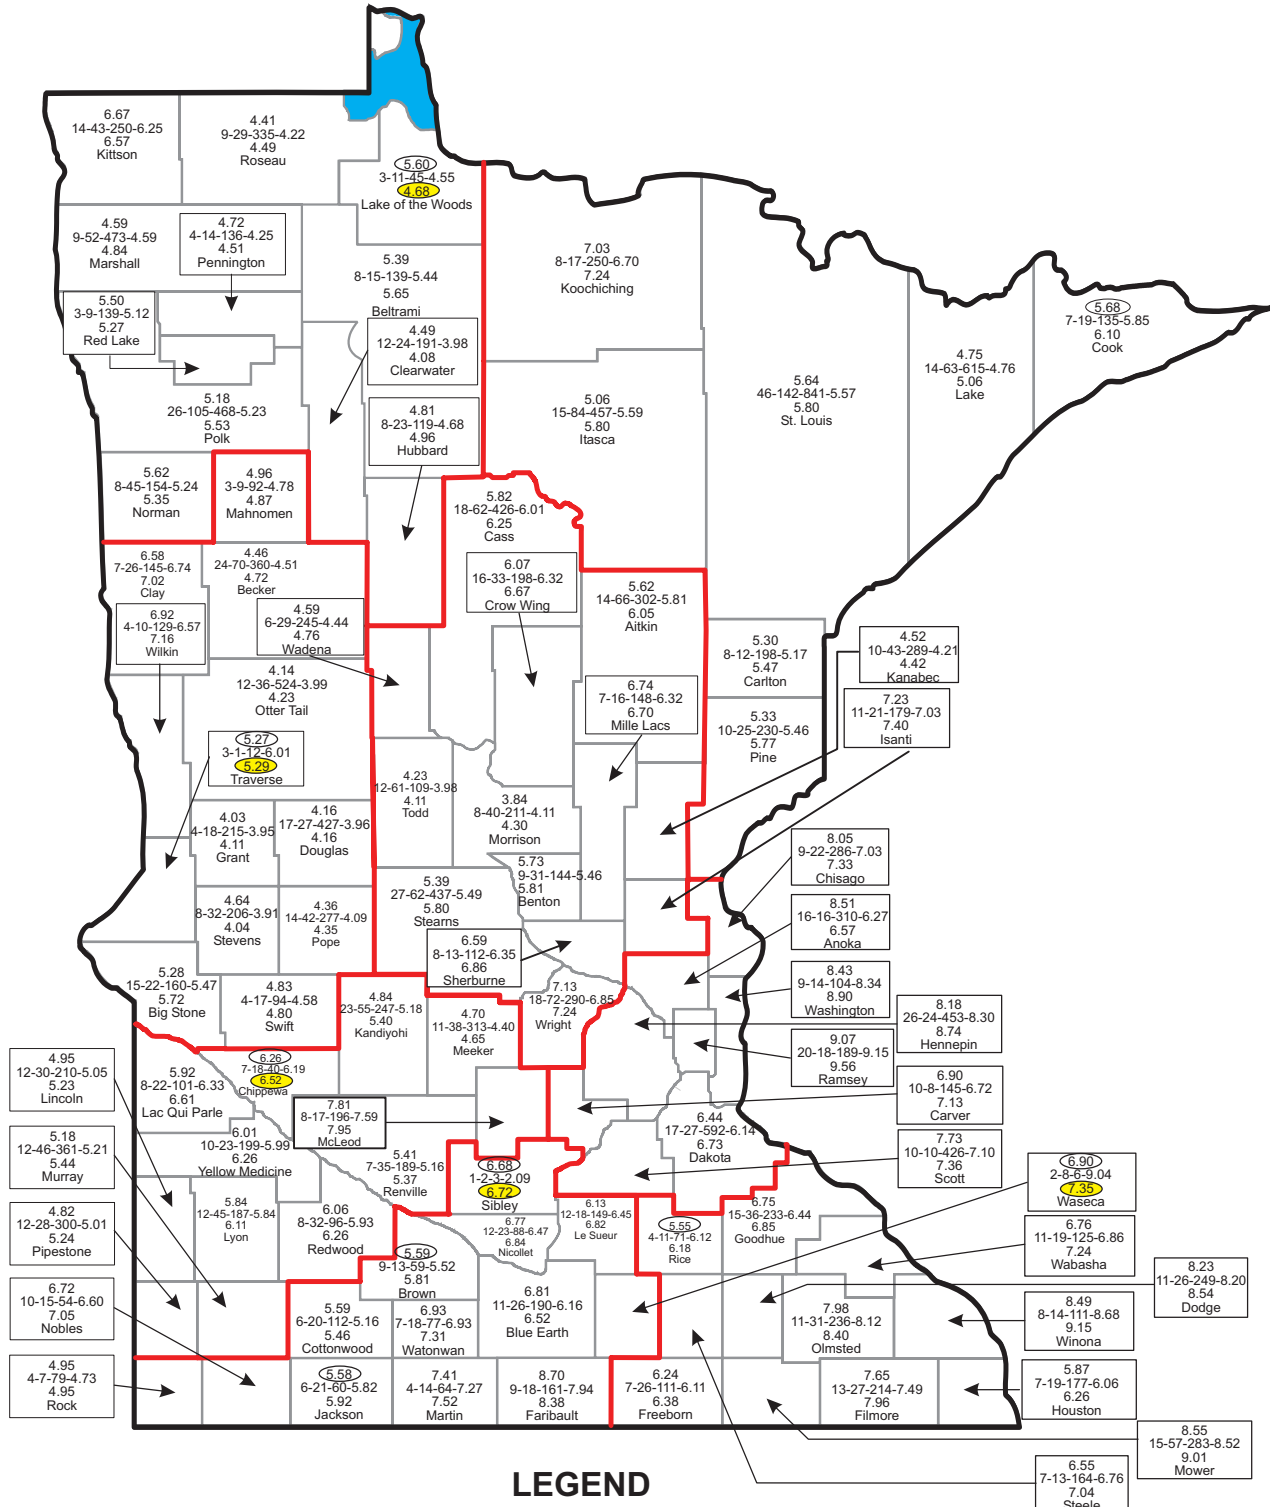 6.67
14-43-250-6.25
6.57
Kittson
4.41
9-29-335-4.22
4.49
Roseau
5.60
3-11-45-4.55
4.68
Lake of the Woods
4.59
9-52-473-4.59
4.84
Marshall
4.72
4-14-136-4.25
4.51
Pennington
5.39
8-15-139-5.44
5.65
Beltrami
7.03
8-17-250-6.70
7.24
Koochiching
5.50
3-9-139-5.12
5.27
Red Lake
4.49
12-24-191-3.98
4.08
Clearwater
5.68
7-19-135-5.85
6.10
Cook
4.75
14-63-615-4.76
5.06
Lake
5.64
46-142-841-5.57
5.80
St. Louis
5.06
15-84-457-5.59
5.80
Itasca
5.18
26-105-468-5.23
5.53
Polk
4.81
8-23-119-4.68
4.96
Hubbard
5.62
8-45-154-5.24
5.35
Norman
4.96
3-9-92-4.78
4.87
Mahnomen
5.82
18-62-426-6.01
6.25
Cass
6.58
7-26-145-6.74
7.02
Clay
4.46
24-70-360-4.51
4.72
Becker
6.07
16-33-198-6.32
6.67
Crow Wing
5.62
14-66-302-5.81
6.05
Aitkin
6.92
4-10-129-6.57
7.16
Wilkin
4.59
6-29-245-4.44
4.76
Wadena
5.30
8-12-198-5.17
5.47
Carlton
4.52
10-43-289-4.21
4.42
Kanabec
4.14
12-36-524-3.99
4.23
Otter Tail
6.74
7-16-148-6.32
6.70
Mille Lacs
5.33
10-25-230-5.46
5.77
Pine
7.23
11-21-179-7.03
7.40
Isanti
5.27
3-1-12-6.01
5.29
Traverse
4.23
12-61-109-3.98
4.11
Todd
3.84
8-40-211-4.11
4.30
Morrison
4.03
4-18-215-3.95
4.11
Grant
4.16
17-27-427-3.96
4.16
Douglas
8.05
9-22-286-7.03
7.33
Chisago
5.73
9-31-144-5.46
5.81
Benton
5.39
27-62-437-5.49
5.80
Stearns
4.64
8-32-206-3.91
4.04
Stevens
4.36
14-42-277-4.09
4.35
Pope
8.51
16-16-310-6.27
6.57
Anoka
6.59
8-13-112-6.35
6.86
Sherburne
8.43
9-14-104-8.34
8.90
Washington
5.28
15-22-160-5.47
5.72
Big Stone
4.83
4-17-94-4.58
4.80
Swift
4.84
23-55-247-5.18
5.40
Kandiyohi
4.70
11-38-313-4.40
4.65
Meeker
7.13
18-72-290-6.85
7.24
Wright
8.18
26-24-453-8.30
8.74
Hennepin
9.07
20-18-189-9.15
9.56
Ramsey
4.95
12-30-210-5.05
5.23
Lincoln
5.92
8-22-101-6.33
6.61
Lac Qui Parle
6.26
7-18-40-6.19
6.52
Chippewa
7.81
8-17-196-7.59
7.95
McLeod
6.90
10-8-145-6.72
7.13
Carver
6.44
17-27-592-6.14
6.73
Dakota
5.18
12-46-361-5.21
5.44
Murray
6.01
10-23-199-5.99
6.26
Yellow Medicine
5.41
7-35-189-5.16
5.37
Renville
6.68
1-2-3-2.09
6.72
Sibley
7.73
10-10-426-7.10
7.36
Scott
6.90
2-8-6-9.04
7.35
Waseca
4.82
12-28-300-5.01
5.24
Pipestone
5.84
12-45-187-5.84
6.11
Lyon
6.06
8-32-96-5.93
6.26
Redwood
6.77
12-23-88-6.47
6.84
Nicollet
6.13
12-18-149-6.45
6.82
Le Sueur
5.55
4-11-71-6.12
6.18
Rice
6.75
15-36-233-6.44
6.85
Goodhue
6.76
11-19-125-6.86
7.24
Wabasha
6.72
10-15-54-6.60
7.05
Nobles
5.59
9-13-59-5.52
5.81
Brown
8.23
11-26-249-8.20
8.54
Dodge
5.59
6-20-112-5.16
5.46
Cottonwood
6.93
7-18-77-6.93
7.31
Watonwan
6.81
11-26-190-6.16
6.52
Blue Earth
7.98
11-31-236-8.12
8.40
Olmsted
8.49
8-14-111-8.68
9.15
Winona
4.95
4-7-79-4.73
4.95
Rock
5.58
6-21-60-5.82
5.92
Jackson
7.41
4-14-64-7.27
7.52
Martin
8.70
9-18-161-7.94
8.38
Faribault
6.24
7-26-111-6.11
6.38
Freeborn
7.65
13-27-214-7.49
7.96
Filmore
5.87
7-19-177-6.06
6.26
Houston
8.55
15-57-283-8.52
9.01
Mower
6.55
7-13-164-6.76
7.04
Steele
LEGEND